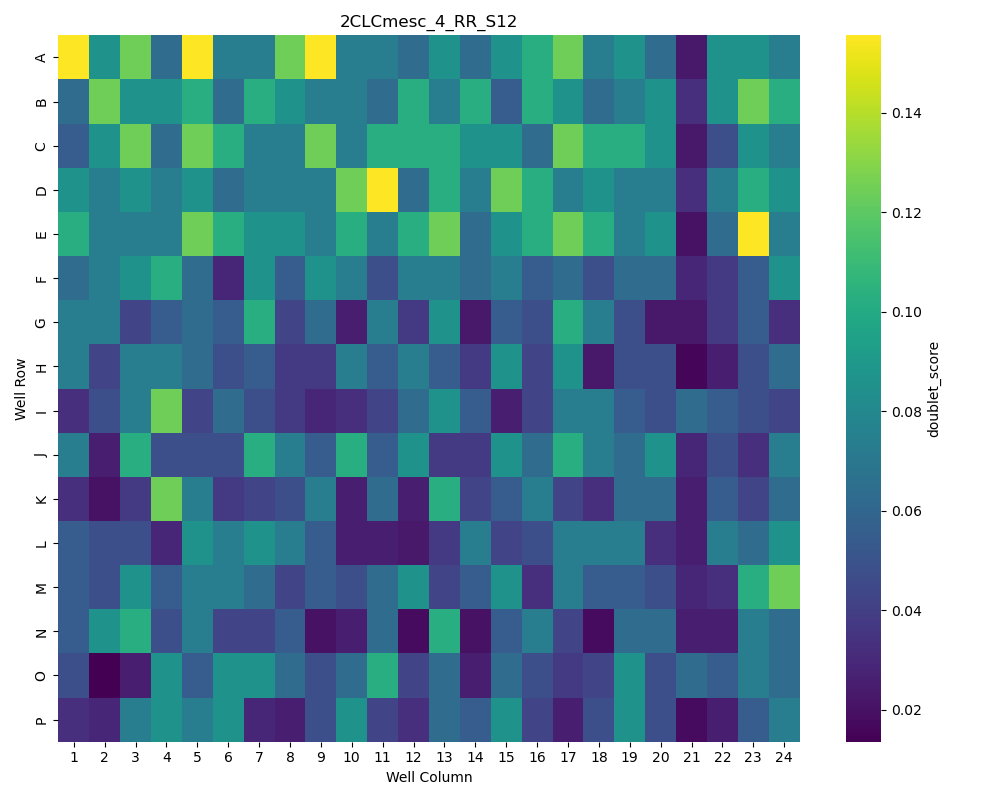 2CLCmesc_4_RR_S12
A
B
C
D
E
F
G
H
I
J
K
L
M
N
O
P
Well Row
1 2 3 4 5 6 7 8 9 10 11 12 13 14 15 16 17 18 19 20 21 22 23 24
Well Column
0.14
0.12
0.10
0.08
0.06
0.04
0.02
doublet_score